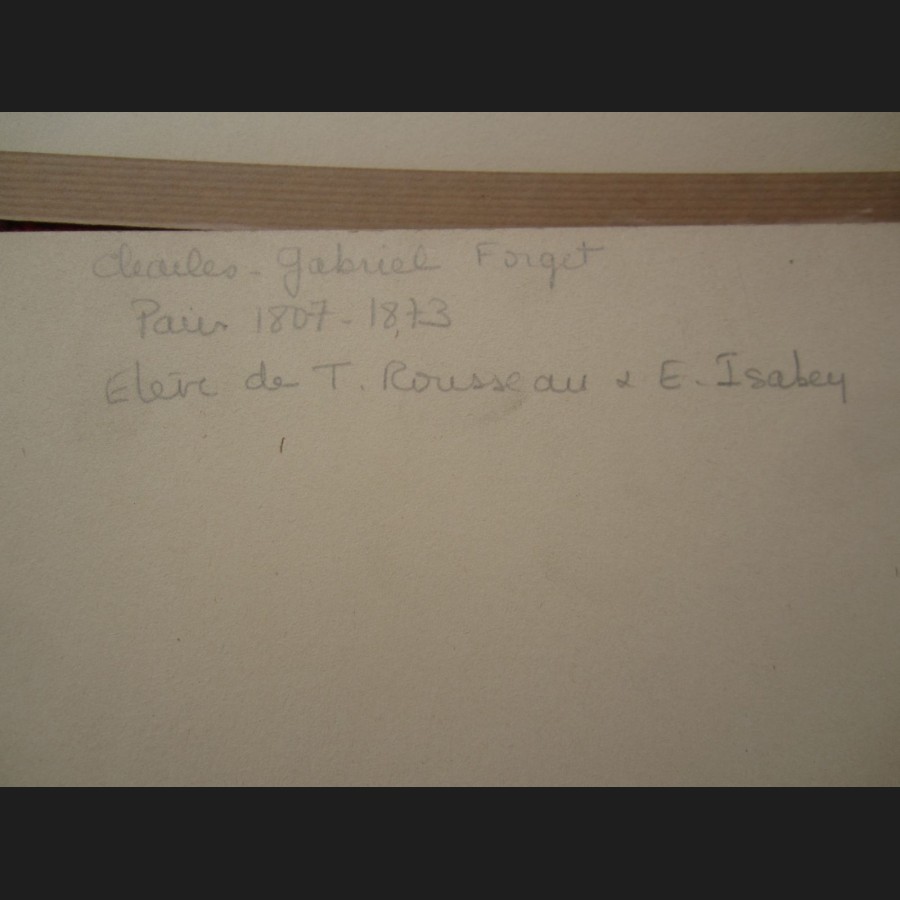 Charles - Gabriel Forget
Paris 1807 - 1873
Elève de T. Rousseau & E. Isabey